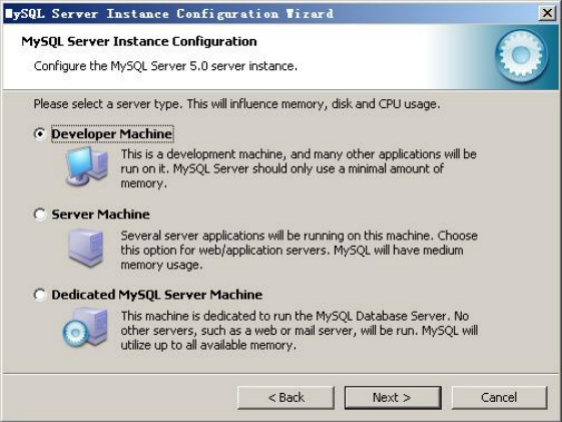 MySQL Server Instance Configuration Wizard
MySQL Server Instance Configuration
Configure the MySQL Server 5.0 server instance.
Please select a server type. This will influence memory, disk and CPU usage.
Developer Machine
This is a development machine, and many other applications will be
run on it. MySQL Server should only use a minimal amount of
memory.
Server Machine
Several server applications will be running on this machine. Choose
this option for web/application servers. MySQL will have medium
memory usage.
Dedicated MySQL Server Machine
This machine is dedicated to run the MySQL Database Server. No
other servers, such as a web or mail server, will be run. MySQL will
utilize up to all available memory.
< Back
Next >
Cancel